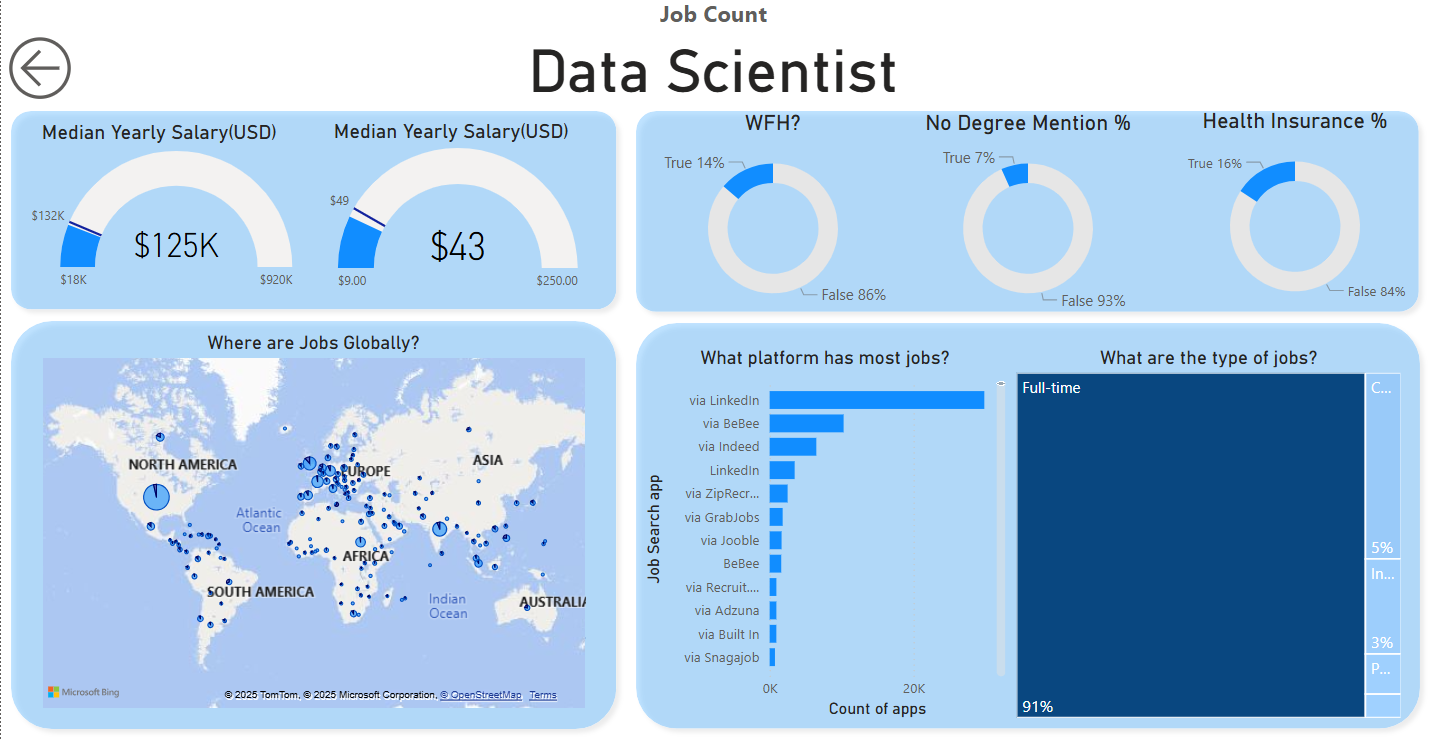 Job Count
Data Scientist
Median Yearly Salary(USD)
$132K
$125K
$18K
$920K
Median Yearly Salary(USD)
$49
$43
$9.00
$250.00
WFH?
True 14%
False 86%
No Degree Mention %
True 7%
False 93%
Health Insurance %
True 16%
False 84%
Where are Jobs Globally?
NORTH AMERICA
EUROPE
ASIA
Atlantic
Ocean
AFRICA
SOUTH AMERICA
Indian
Ocean
AUSTRALIA
Microsoft Bing
© 2025 TomTom, © 2025 Microsoft Corporation, © OpenStreetMap Terms
What platform has most jobs?
Job Search app
via LinkedIn
via BeBee
via Indeed
LinkedIn
via ZipRecr...
via GrabJobs
via Jooble
BeBee
via Recruit....
via Adzuna
via Built In
via Snagajob
0K
20K
Count of apps
What are the type of jobs?
Full-time
91%
C...
5%
In...
3%
P...